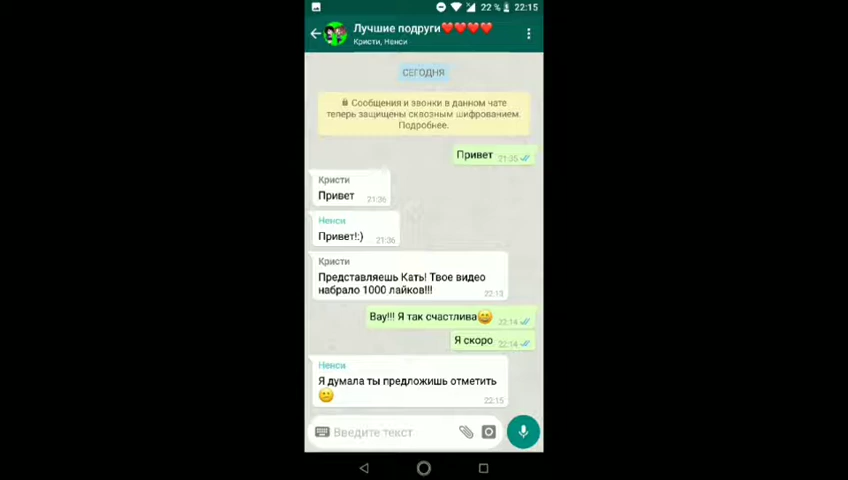 22 % 22:15
Лучшие подруги❤️❤️❤️❤️
Кристи, Ненси
СЕГОДНЯ
Сообщения и звонки в данном чате
теперь защищены сквозным шифрованием.
Подробнее.
Привет 21:35
Кристи
Привет 21:36
Ненси
Привет!:) 21:36
Кристи
Представляешь Кать! Твое видео
набрало 1000 лайков!!!
22:13
Вау!!! Я так счастлива😀 22:14
Я скоро 22:14
Ненси
Я думала ты предложишь отметить
😕 22:15
Введите текст